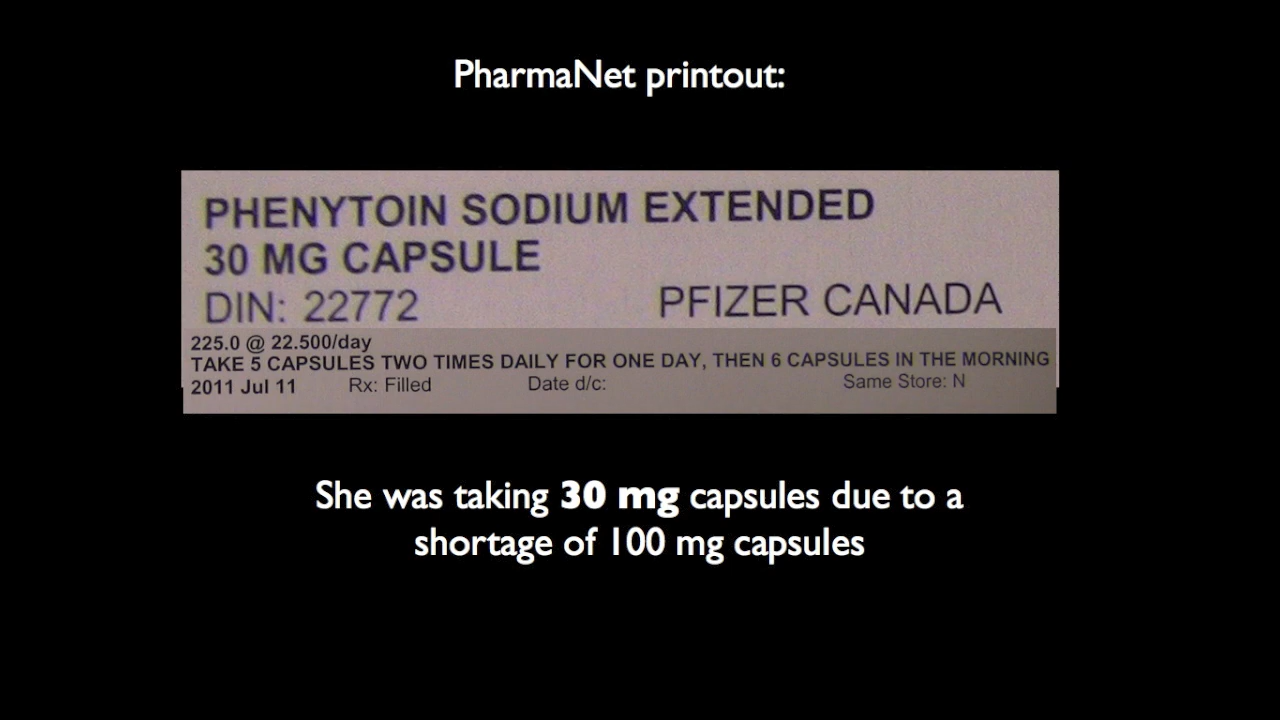 PharmaNet printout:
PHENYTOIN SODIUM EXTENDED
30 MG CAPSULE
DIN: 22772 PFIZER CANADA
225.0 @ 22.500/day
TAKE 5 CAPSULES TWO TIMES DAILY FOR ONE DAY, THEN 6 CAPSULES IN THE MORNING
2011 Jul 11 Rx: Filled Date d/c: Same Store: N
She was taking 30 mg capsules due to a
shortage of 100 mg capsules